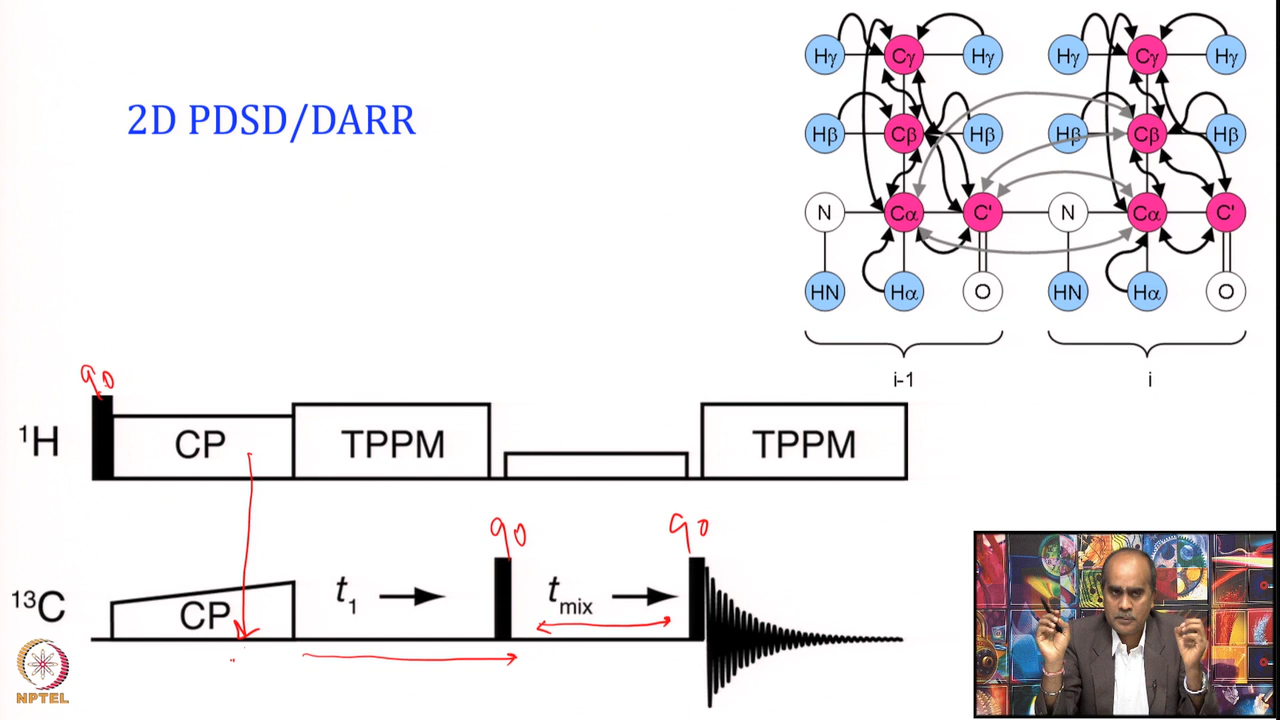 2D PDSD/DARR
Hγ Cγ Hγ Hγ Cγ Hγ
Hβ Cβ Hβ Hβ Cβ Hβ
N Cα C' N Cα C'
HN Hα O HN Hα O
i-1 i
90
¹H CP TPPM TPPM
90 90
¹³C CP t₁ t_mix
NPTEL